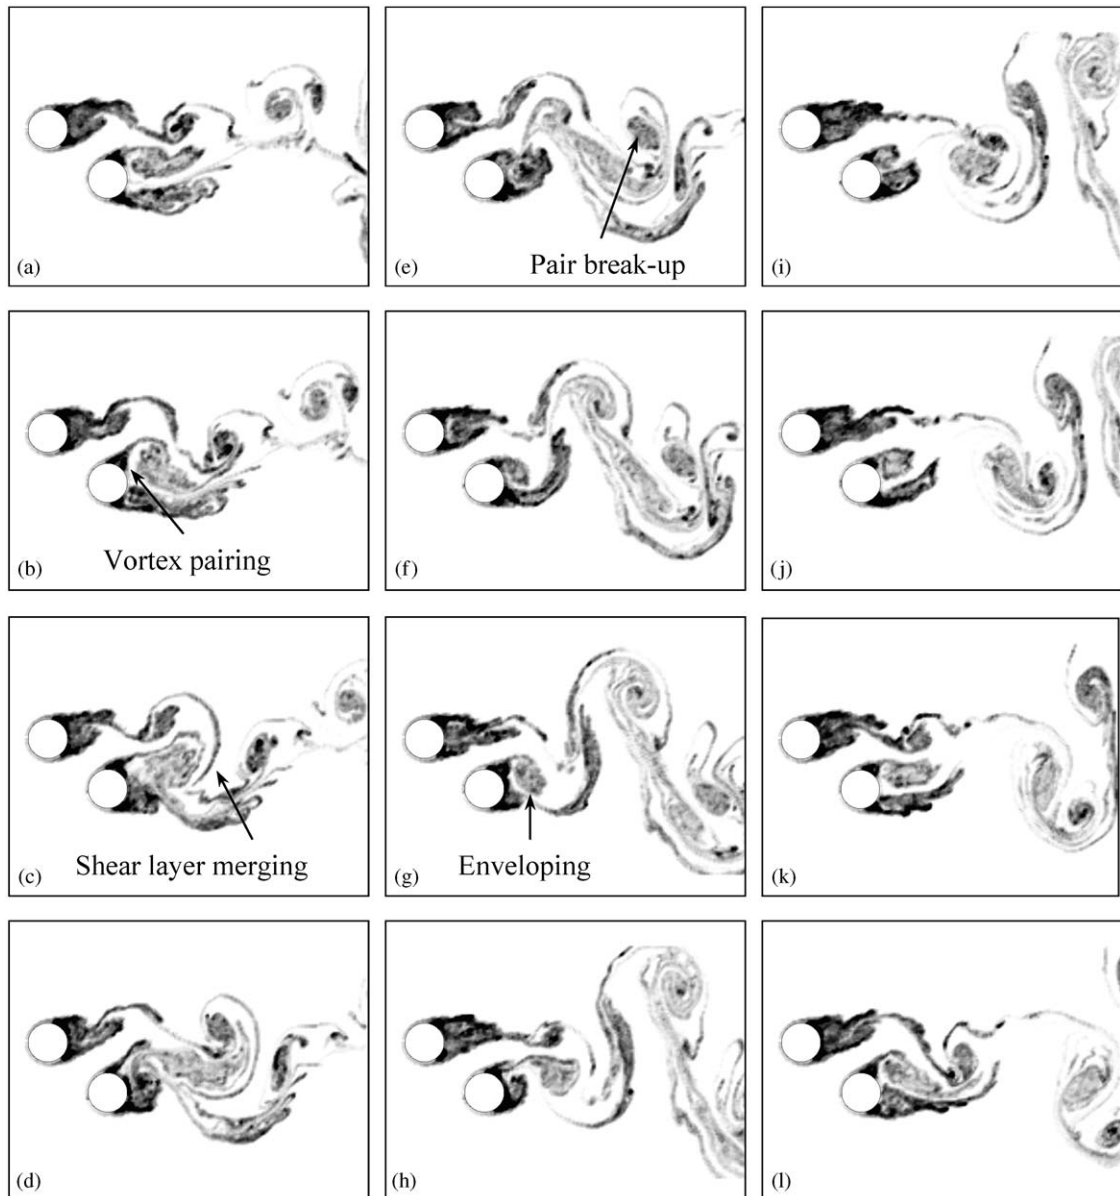 (a)
(e)
Pair break-up
(i)
(b)
Vortex pairing
(f)
(j)
(c)
Shear layer merging
(g)
Enveloping
(k)
(d)
(h)
(l)